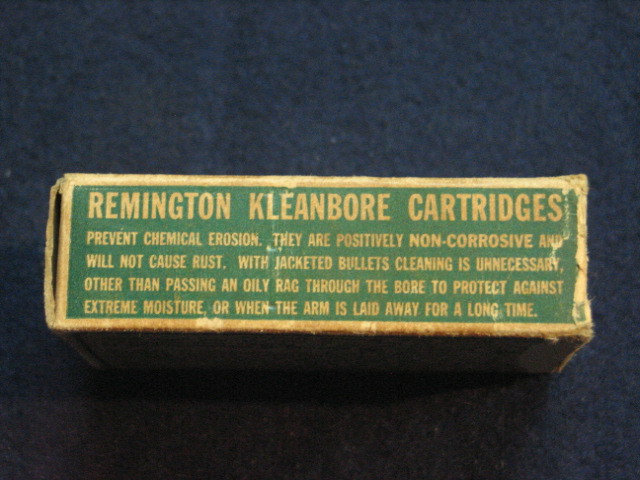 REMINGTON KLEANBORE CARTRIDGES
PREVENT CHEMICAL EROSION. THEY ARE POSITIVELY NON-CORROSIVE AND
WILL NOT CAUSE RUST. WITH JACKETED BULLETS CLEANING IS UNNECESSARY,
OTHER THAN PASSING AN OILY RAG THROUGH THE BORE TO PROTECT AGAINST
EXTREME MOISTURE, OR WHEN THE ARM IS LAID AWAY FOR A LONG TIME.